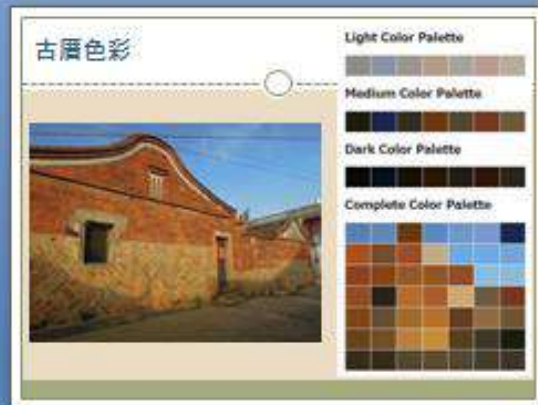 古厝色彩
Light Color Palette
Medium Color Palette
Dark Color Palette
Complete Color Palette